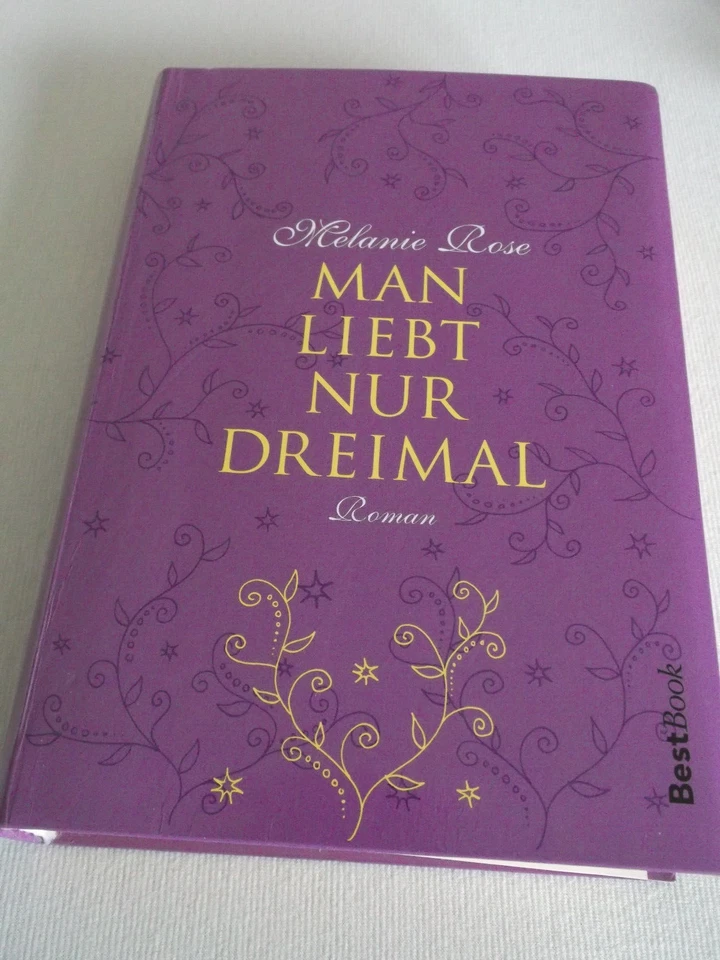 Melanie Rose
MAN
LIEBT
NUR
DREIMAL
Roman
BestBook